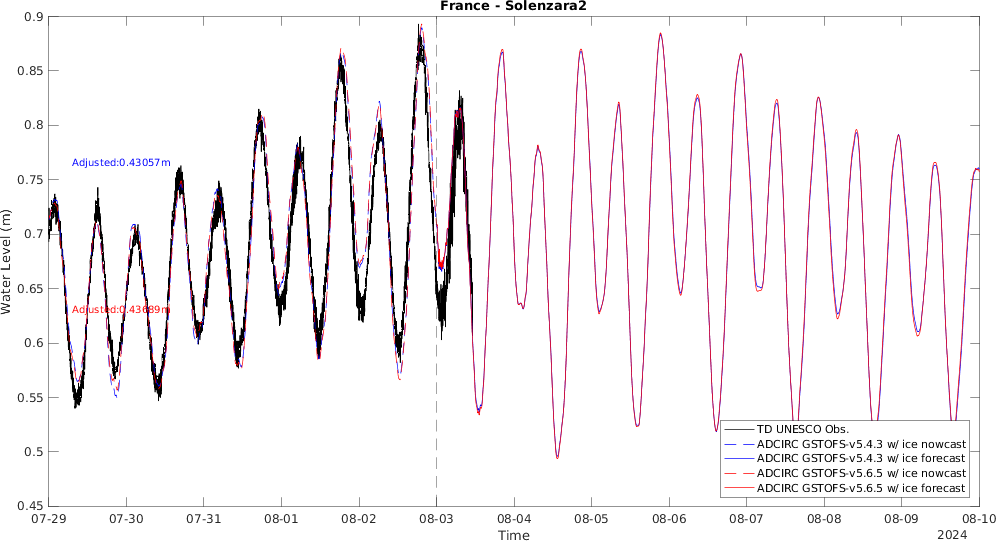 France - Solenzara2
0.9
0.85
0.8
0.75
0.7
0.65
0.6
0.55
0.5
0.45
Water Level (m)
Adjusted:0.43057m
Adjusted:0.43689m
TD UNESCO Obs.
ADCIRC GSTOFS-v5.4.3 w/ ice nowcast
ADCIRC GSTOFS-v5.4.3 w/ ice forecast
ADCIRC GSTOFS-v5.6.5 w/ ice nowcast
ADCIRC GSTOFS-v5.6.5 w/ ice forecast
07-29 07-30 07-31 08-01 08-02 08-03 08-04 08-05 08-06 08-07 08-08 08-09 08-10
Time
2024